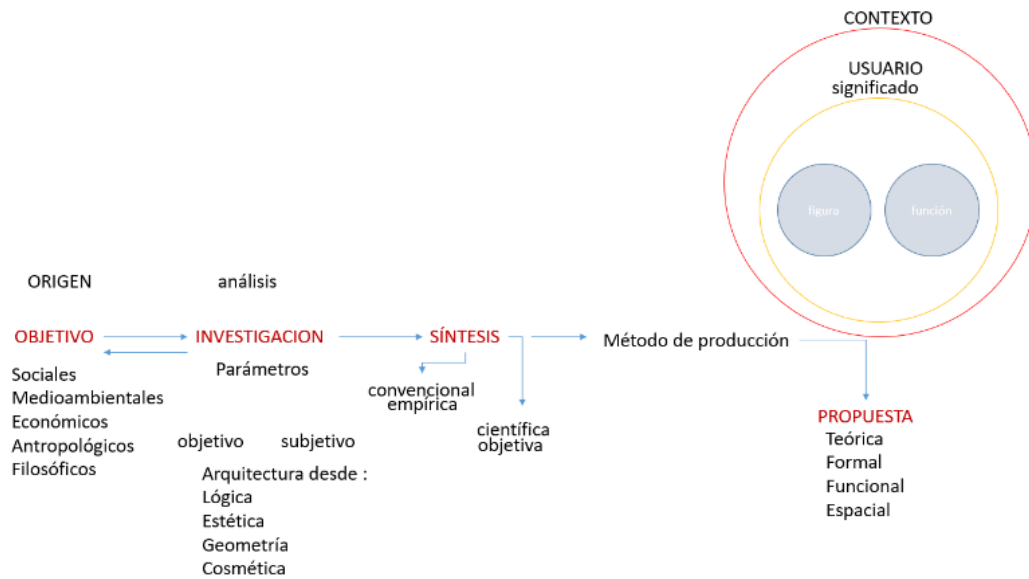 CONTEXTO
USUARIO
significado
figura
función
ORIGEN
análisis
OBJETIVO
INVESTIGACION
SÍNTESIS
Método de producción
Sociales
Medioambientales
Económicos
Antropológicos
Filosóficos
Parámetros
objetivo
subjetivo
Arquitectura desde :
Lógica
Estética
Geometría
Cosmética
convencional
empírica
científica
objetiva
PROPUESTA
Teórica
Formal
Funcional
Espacial